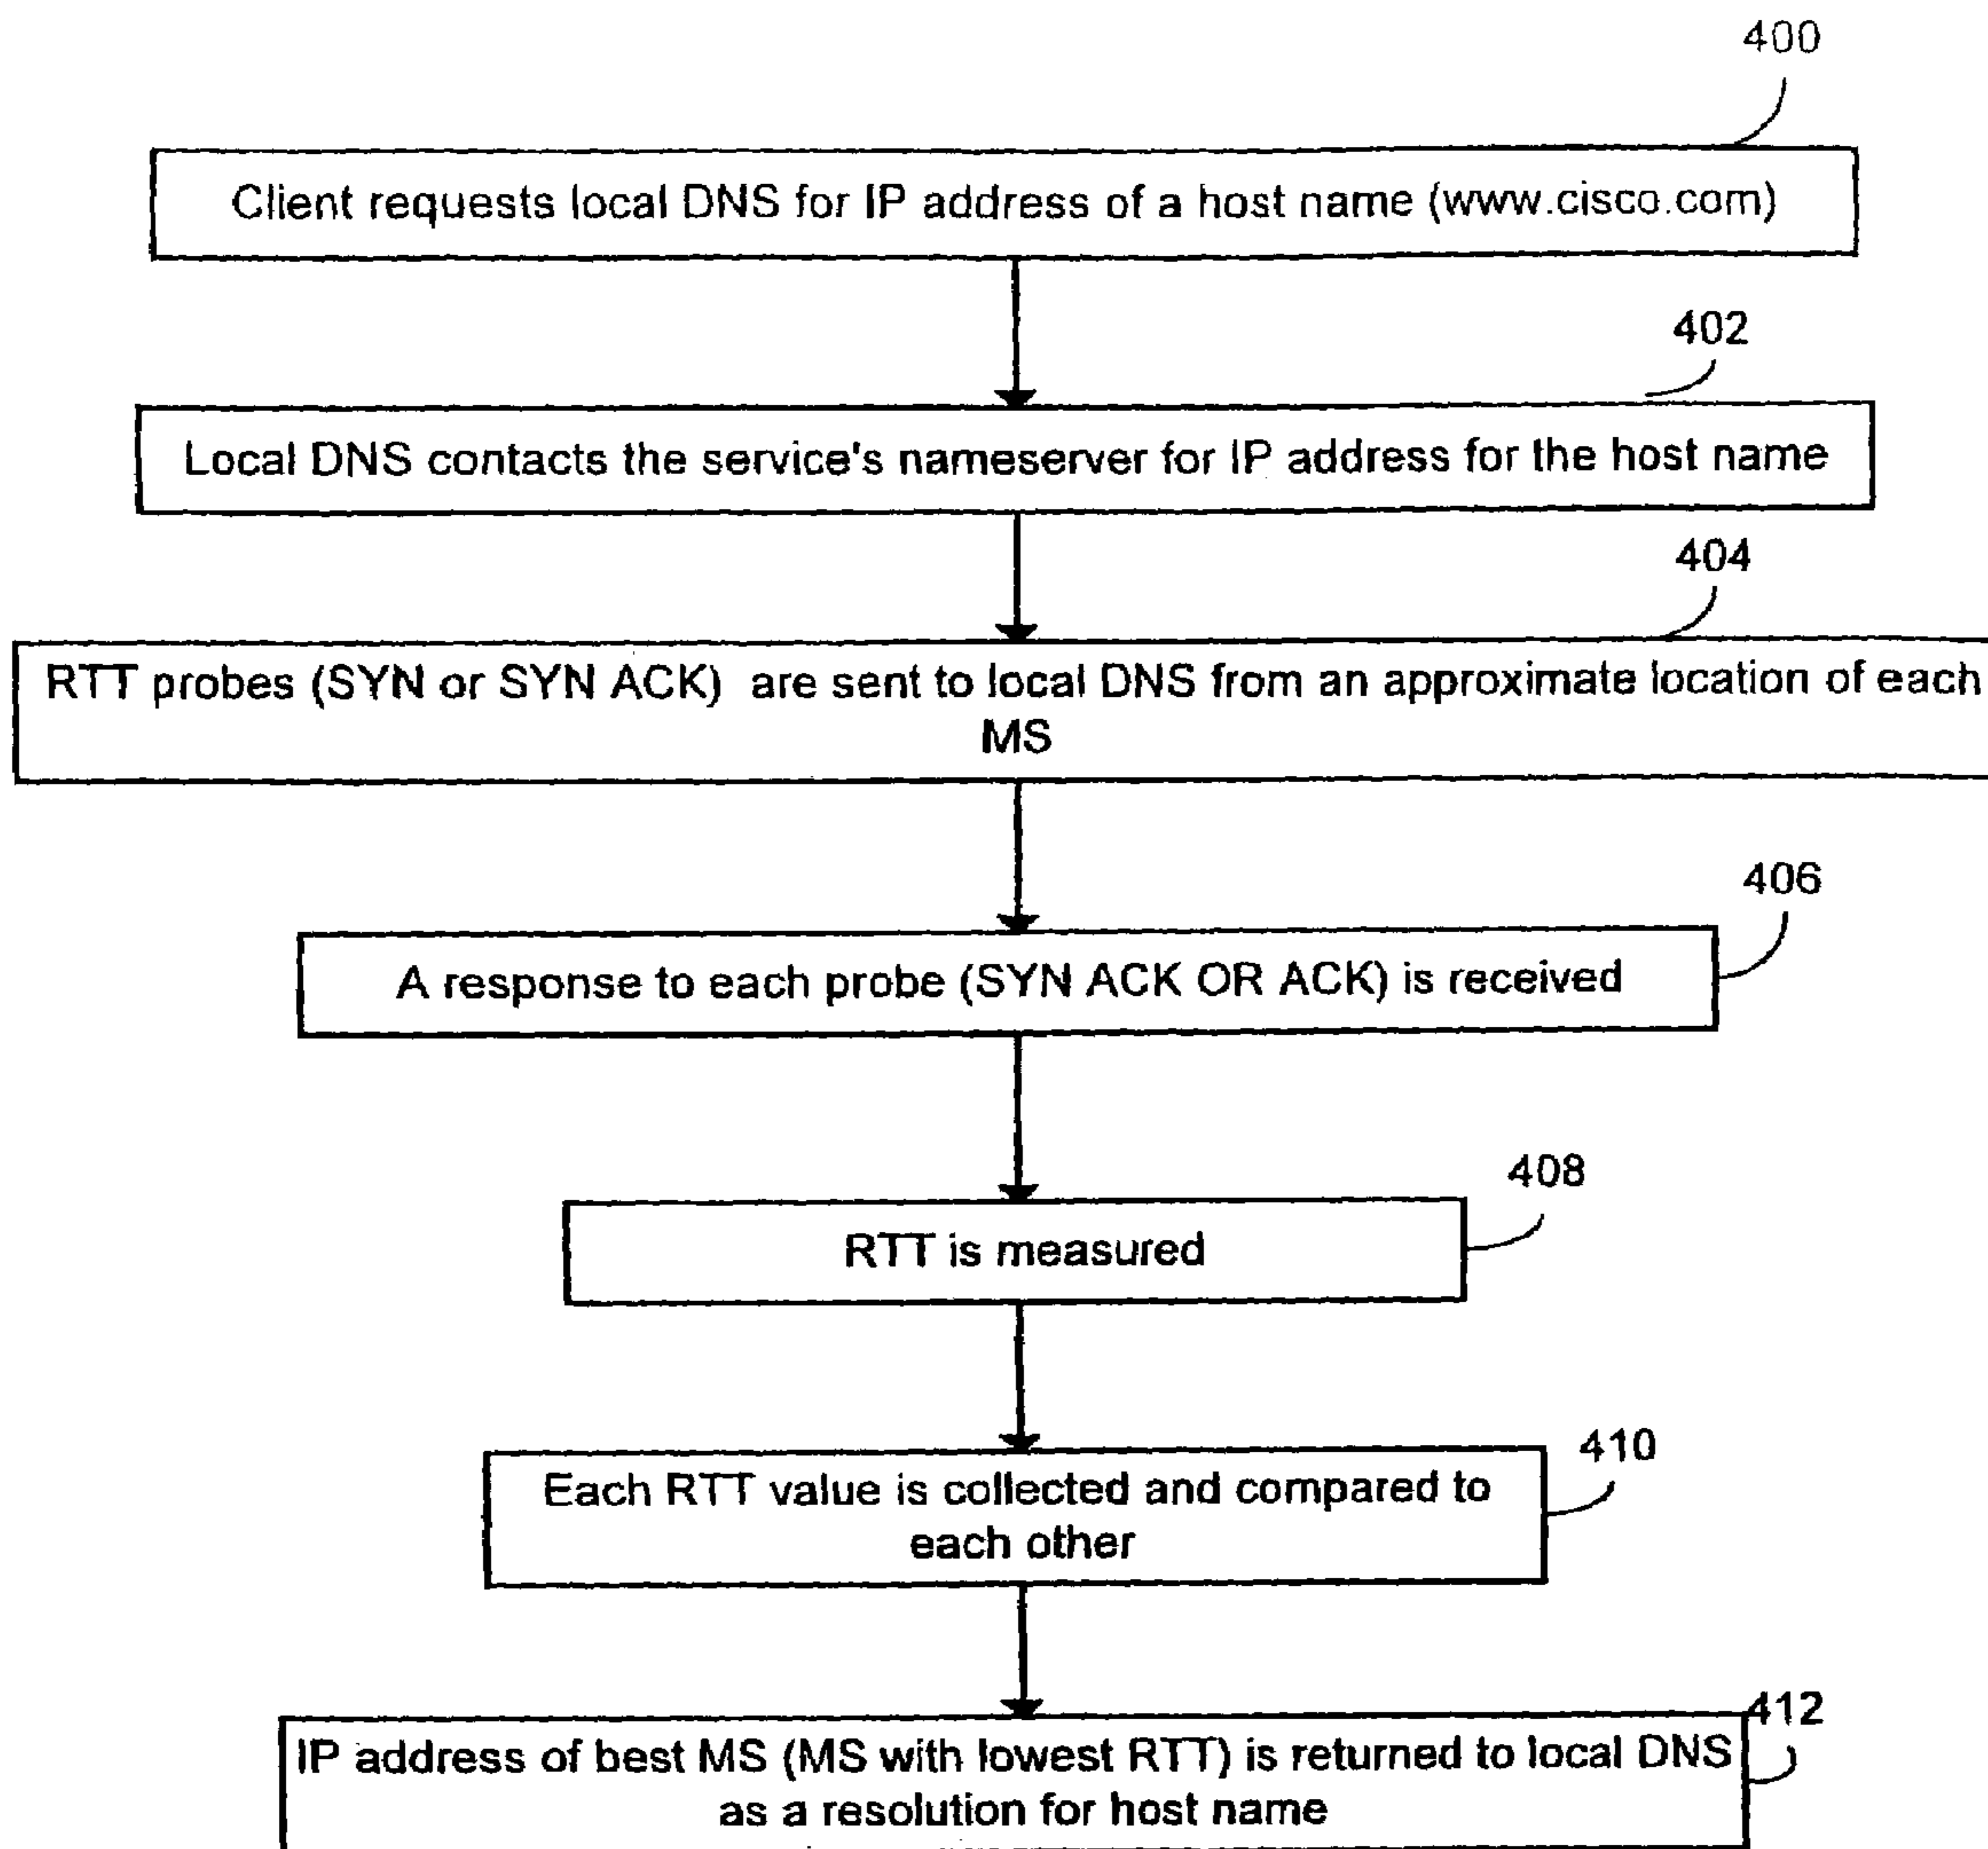 400
Client requests local DNS for IP address of a host name (www.cisco.com)
402
Local DNS contacts the service's nameserver for IP address for the host name
404
RTT probes (SYN or SYN ACK) are sent to local DNS from an approximate location of each
MS
406
A response to each probe (SYN ACK OR ACK) is received
408
RTT is measured
410
Each RTT value is collected and compared to
each other
412
IP address of best MS (MS with lowest RTT) is returned to local DNS
as a resolution for host name